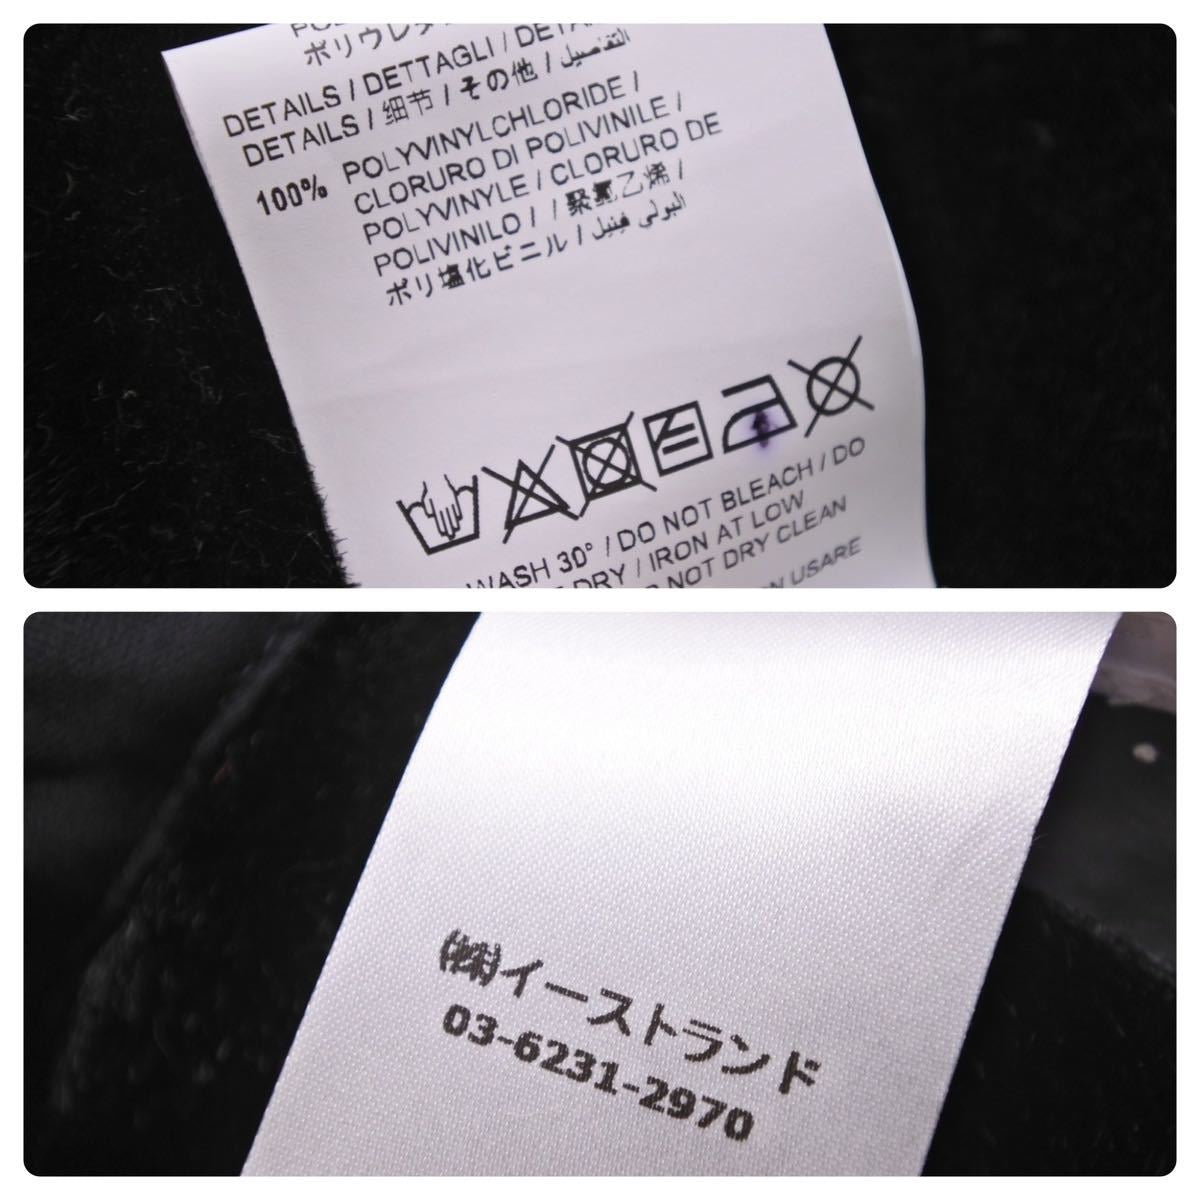 ポリウレタ
DETAILS / DETTAGLI /
DETAILS / 细节 / その他 / التفاصيل
100% POLYVINYLCHLORIDE /
CLORURO DI POLIVINILE /
POLYVINYLE / CLORURO DE
POLIVINILO / / 聚氯乙烯 /
ポリ塩化ビニル / البولي فينيل
WASH 30° / DO NOT BLEACH / DO
DRY / IRON AT LOW
NOT DRY CLEAN
USARE
(株)イーストランド
03-6231-2970